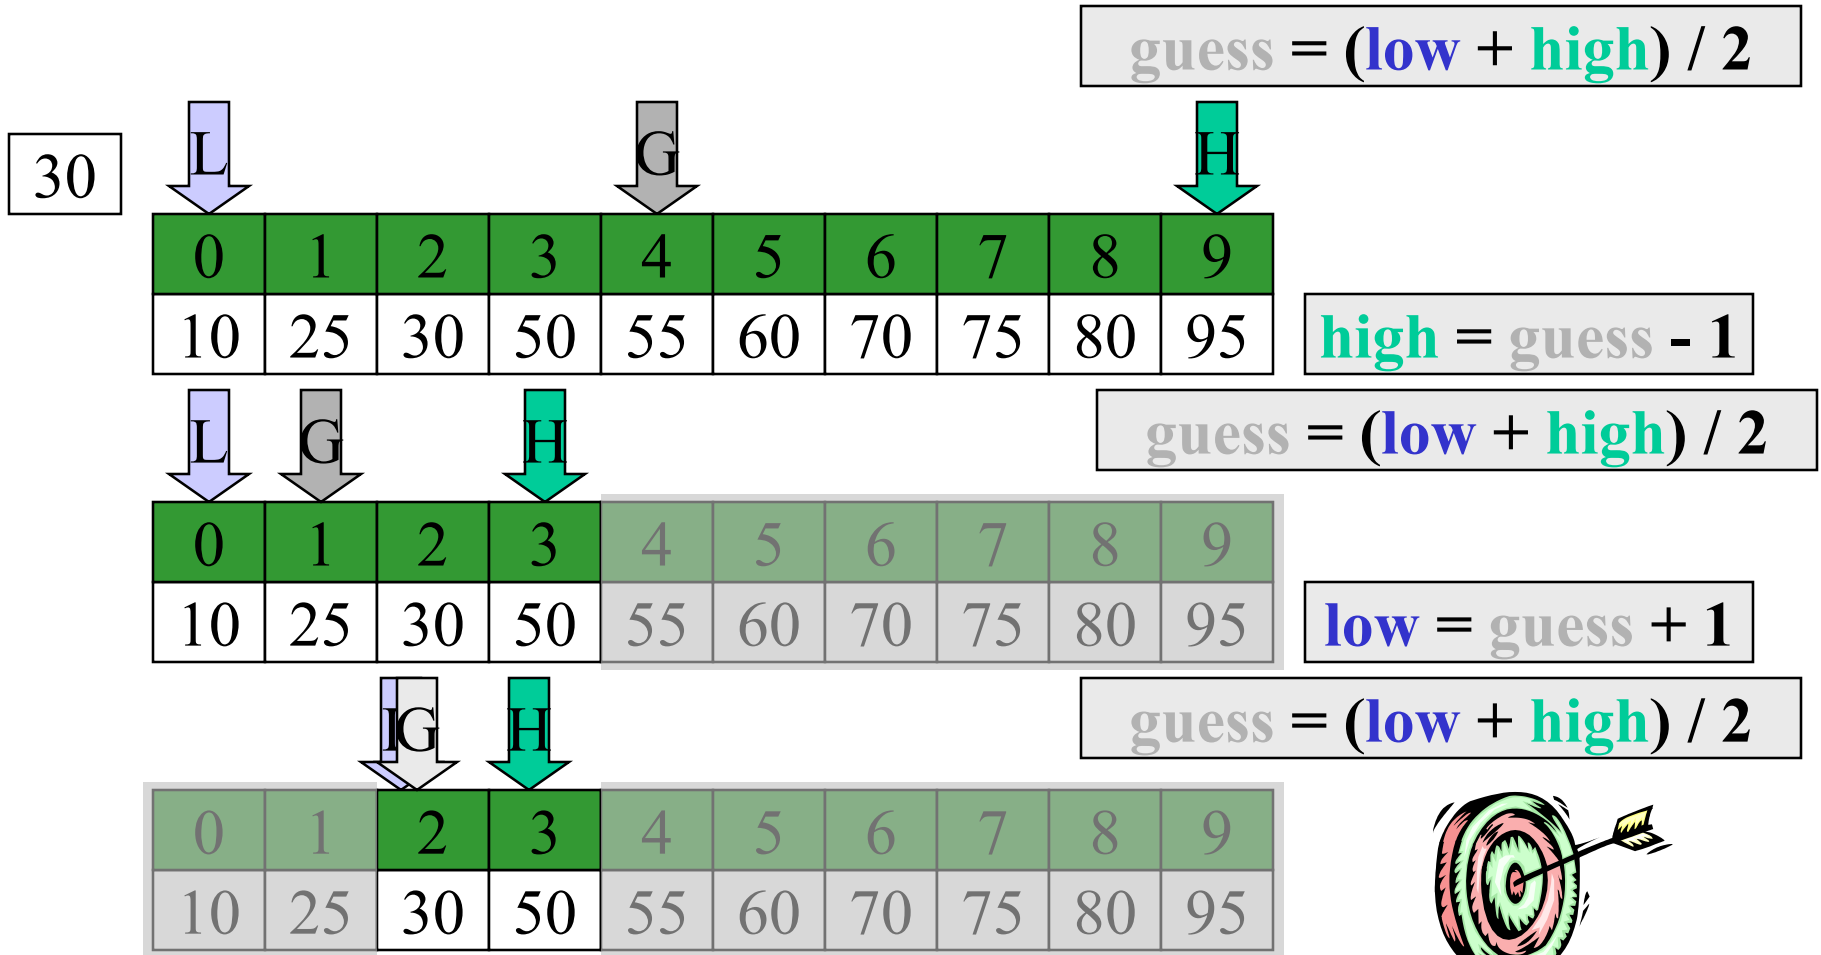 guess = (low + high) / 2
L G H
30
0 1 2 3 4 5 6 7 8 9
10 25 30 50 55 60 70 75 80 95
high = guess - 1
L G H
guess = (low + high) / 2
0 1 2 3 4 5 6 7 8 9
10 25 30 50 55 60 70 75 80 95
low = guess + 1
G H
guess = (low + high) / 2
0 1 2 3 4 5 6 7 8 9
10 25 30 50 55 60 70 75 80 95